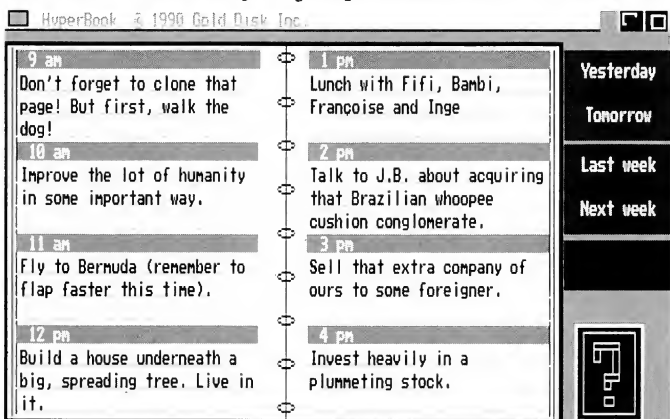 HyperBook © 1990 Gold Disk Inc.
9 am
Don't forget to clone that
page! But first, walk the
dog!
10 am
Improve the lot of humanity
in some important way.
11 am
Fly to Bermuda (remember to
flap faster this time).
12 pm
Build a house underneath a
big, spreading tree. Live in
it.
1 pm
Lunch with Fifi, Bambi,
Françoise and Inge
2 pm
Talk to J.B. about acquiring
that Brazilian whoopee
cushion conglomerate.
3 pm
Sell that extra company of
ours to some foreigner.
4 pm
Invest heavily in a
plummeting stock.
Yesterday
Tomorrow
Last week
Next week
?